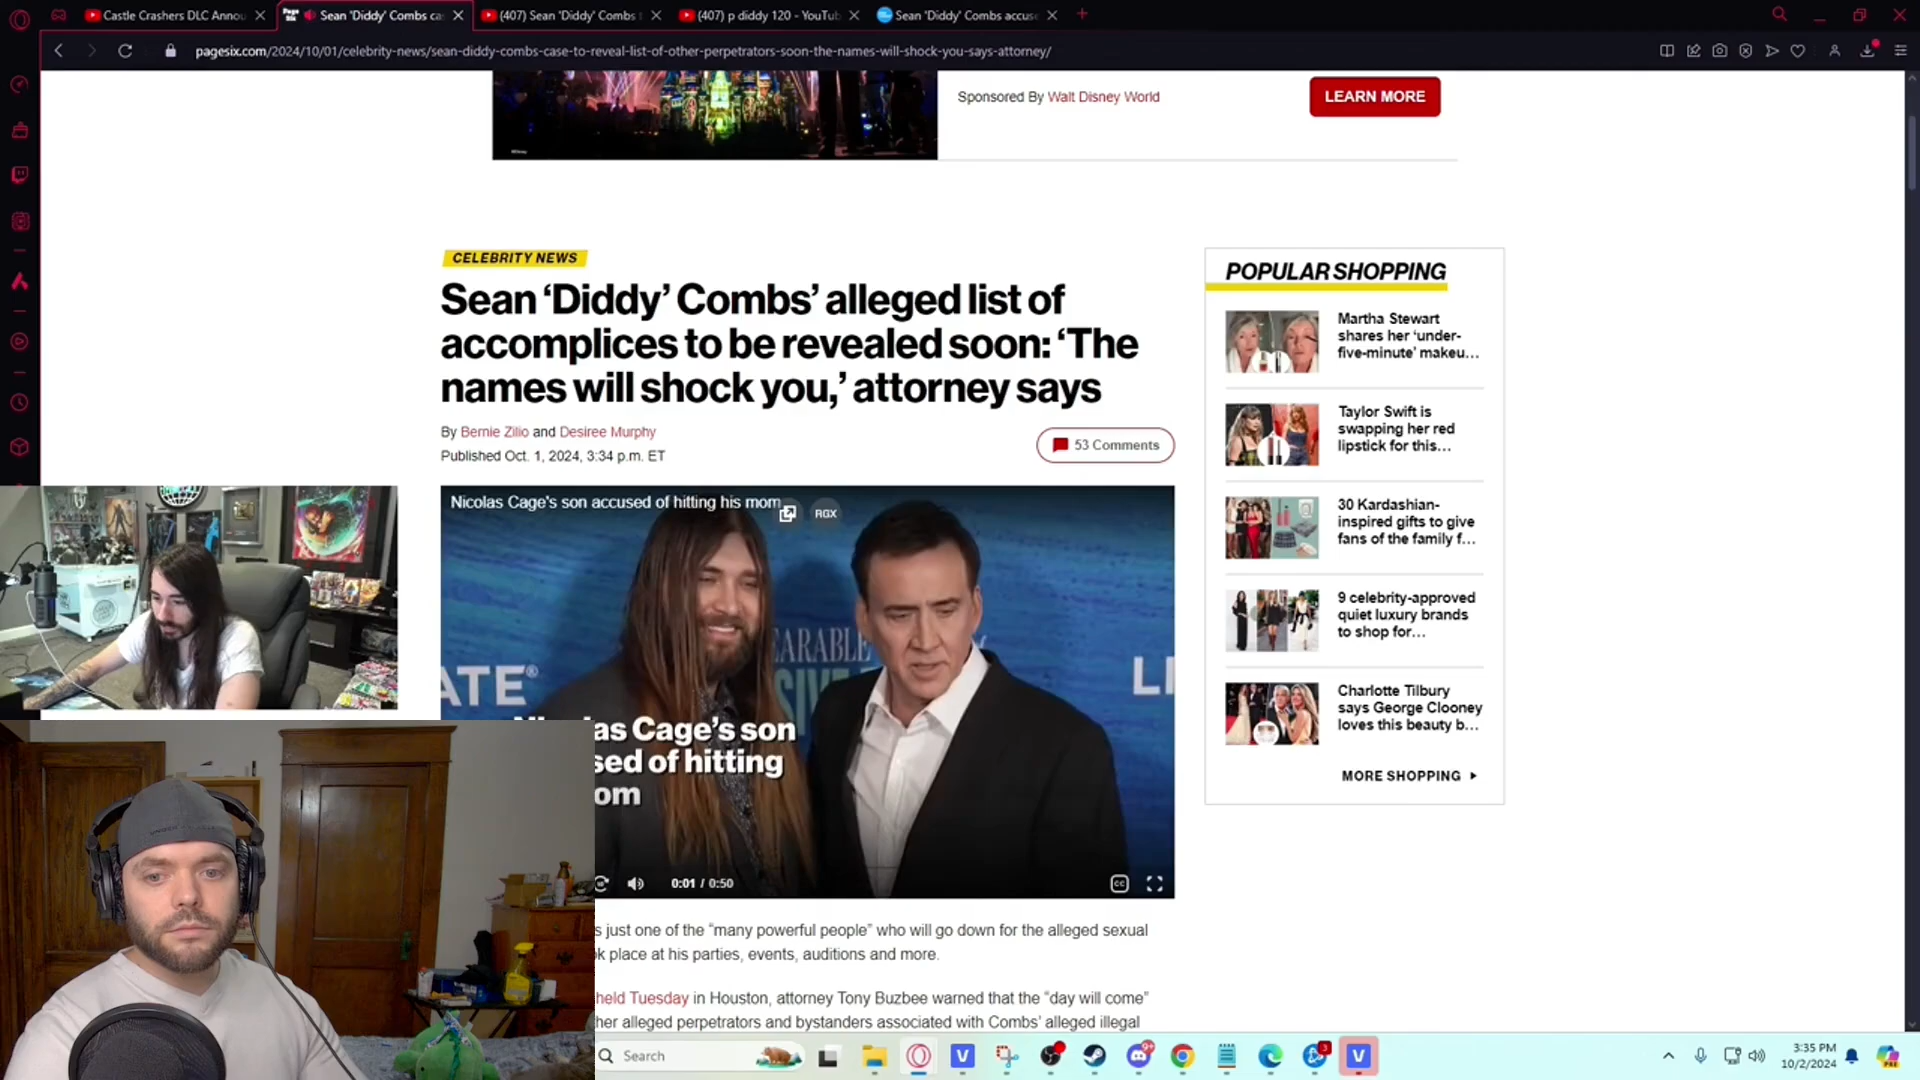 Castle Crashers DLC Annou
Sean 'Diddy' Combs ca
(407) Sean 'Diddy' Combs
(407) p diddy 120 - YouTub
Sean 'Diddy' Combs accus
pagesix.com/2024/10/01/celebrity-news/sean-diddy-combs-case-to-reveal-list-of-other-perpetrators-soon-the-names-will-shock-you-says-attorney/
Sponsored By Walt Disney World
LEARN MORE
CELEBRITY NEWS
Sean ‘Diddy’ Combs’ alleged list of
accomplices to be revealed soon: ‘The
names will shock you,’ attorney says
By Bernie Zilio and Desiree Murphy
Published Oct. 1, 2024, 3:34 p.m. ET
53 Comments
POPULAR SHOPPING
Martha Stewart
shares her ‘under-
five-minute’ makeu...
Taylor Swift is
swapping her red
lipstick for this...
30 Kardashian-
inspired gifts to give
fans of the family f...
9 celebrity-approved
quiet luxury brands
to shop for...
Charlotte Tilbury
says George Clooney
loves this beauty b...
MORE SHOPPING
Nicolas Cage's son accused of hitting his mom
RGX
ATE
LI
as Cage’s son
sed of hitting
om
0:01 / 0:50
CC
s just one of the “many powerful people” who will go down for the alleged sexual
ok place at his parties, events, auditions and more.
held Tuesday in Houston, attorney Tony Buzbee warned that the “day will come”
her alleged perpetrators and bystanders associated with Combs’ alleged illegal
Search
3:35 PM
10/2/2024